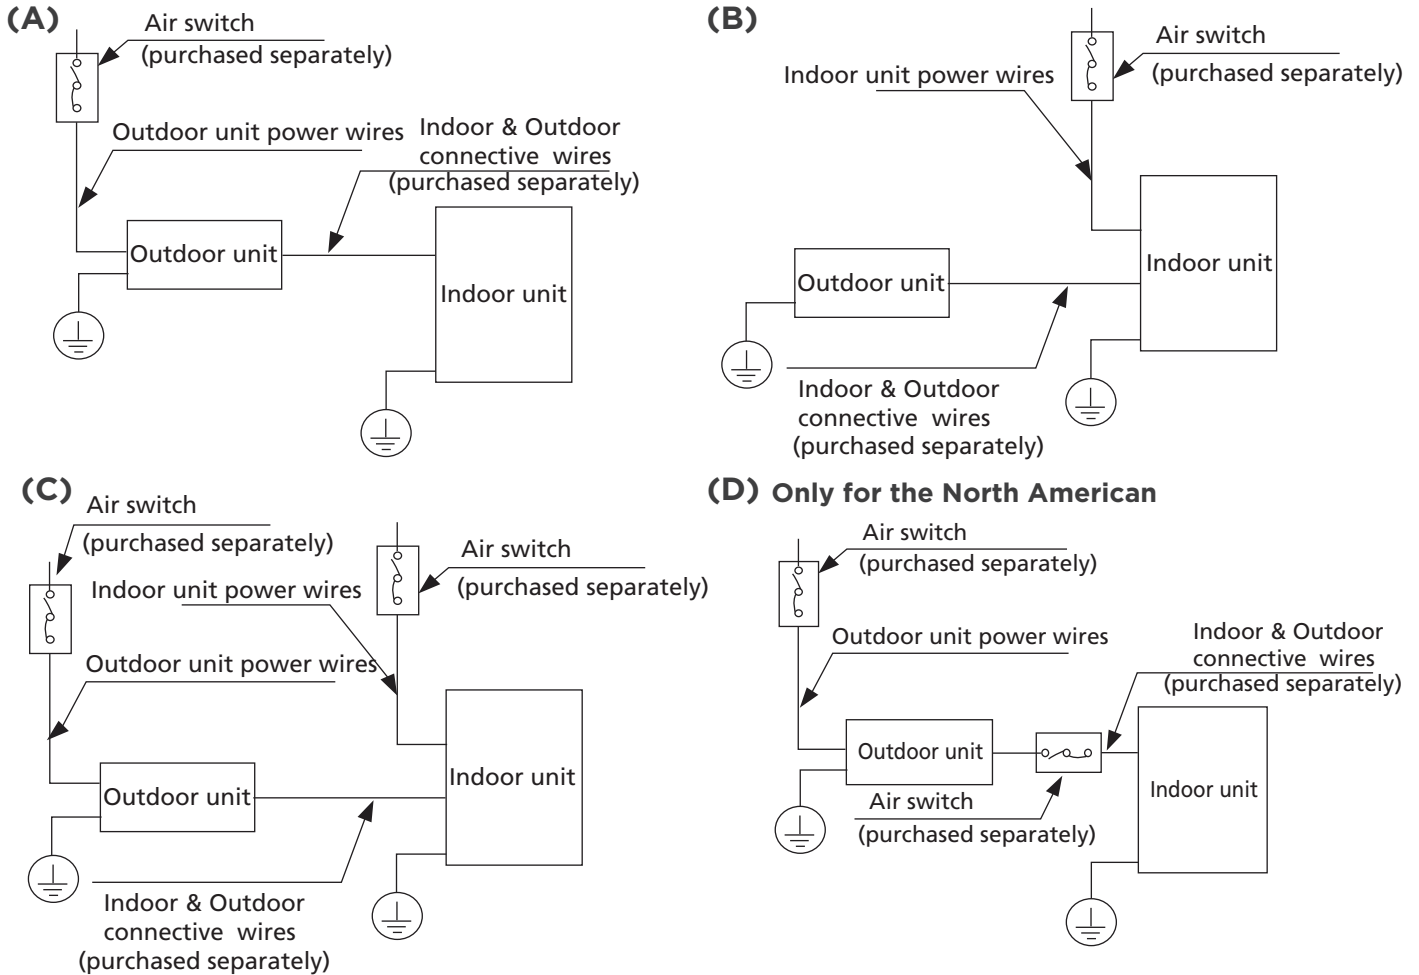 (A)
Air switch
(purchased separately)
Outdoor unit power wires
Indoor & Outdoor
connective wires
(purchased separately)
Outdoor unit
Indoor unit
(B)
Air switch
(purchased separately)
Indoor unit power wires
Indoor unit
Outdoor unit
Indoor & Outdoor
connective wires
(purchased separately)
(C)
Air switch
(purchased separately)
Air switch
(purchased separately)
Indoor unit power wires
Outdoor unit power wires
Indoor unit
Outdoor unit
Indoor & Outdoor
connective wires
(purchased separately)
(D) Only for the North American
Air switch
(purchased separately)
Outdoor unit power wires
Indoor & Outdoor
connective wires
(purchased separately)
Outdoor unit
Indoor unit
Air switch
(purchased separately)